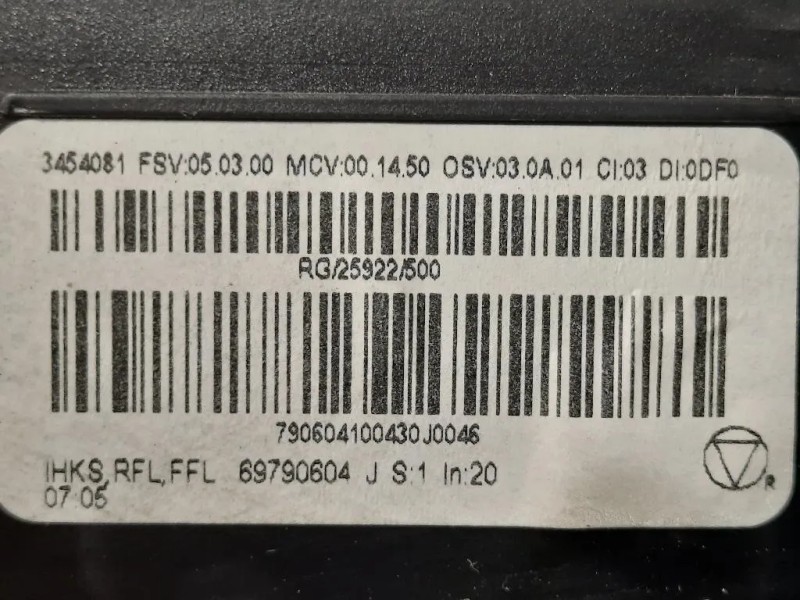 3454081 FSV:05.03.00 MCV:00.14.50 OSV:03.0A.01 CI:03 DI:0DF0
RG/25922/500
790604100430J0046
IHKS,RFL,FFL 69790604 J S:1 In:20
07:05
R